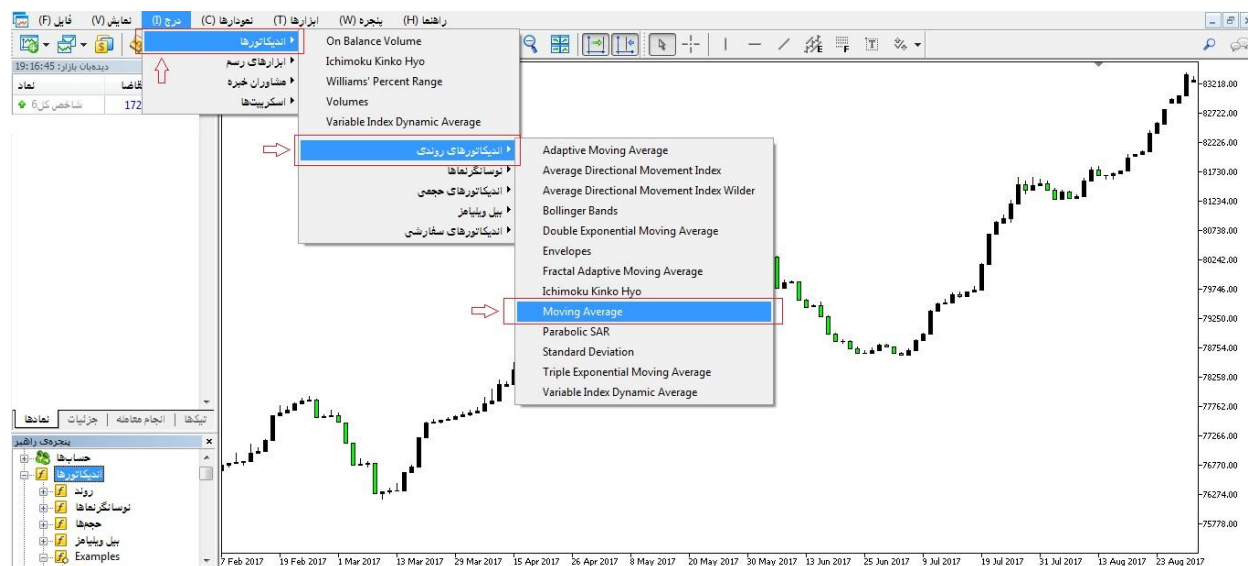 فایل (F) نمایش (V) درج (I) نمودارها (C) ابزارها (T) پنجره (W) راهنما (H)
دیده‌بان بازار: 19:16:45
نماد
شاخص کل6
172
اندیکاتورها
ابزارهای رسم
مشاوران خبره
اسکریپت‌ها
On Balance Volume
Ichimoku Kinko Hyo
Williams' Percent Range
Volumes
Variable Index Dynamic Average
اندیکاتورهای روندی
نوسانگرنماها
اندیکاتورهای حجمی
بیل ویلیامز
اندیکاتورهای سفارشی
Adaptive Moving Average
Average Directional Movement Index
Average Directional Movement Index Wilder
Bollinger Bands
Double Exponential Moving Average
Envelopes
Fractal Adaptive Moving Average
Ichimoku Kinko Hyo
Moving Average
Parabolic SAR
Standard Deviation
Triple Exponential Moving Average
Variable Index Dynamic Average
83218.00
82722.00
82226.00
81730.00
81234.00
80738.00
80242.00
79746.00
79250.00
78754.00
78258.00
77762.00
77266.00
76770.00
76274.00
75778.00
نمادها | جزئیات | انجام معامله | تیک‌ها
پنجره‌ی راهبر
حساب‌ها
اندیکاتورها
روند
نوسانگرنماها
حجم‌ها
بیل ویلیامز
Examples
7 Feb 2017 19 Feb 2017 1 Mar 2017 13 Mar 2017 29 Mar 2017 15 Apr 2017 26 Apr 2017 8 May 2017 20 May 2017 30 May 2017 13 Jun 2017 25 Jun 2017 9 Jul 2017 19 Jul 2017 31 Jul 2017 13 Aug 2017 23 Aug 2017